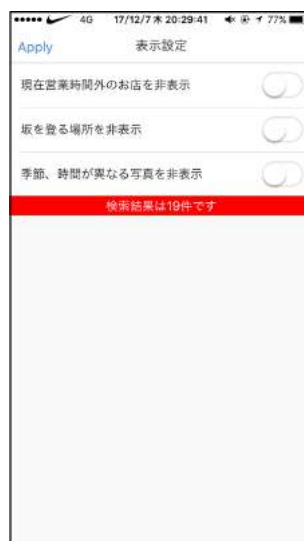 4G 17/12/7 木 20:29:41 77%
Apply 表示設定
現在営業時間外のお店を非表示
坂を登る場所を非表示
季節、時間が異なる写真を非表示
検索結果は19件です